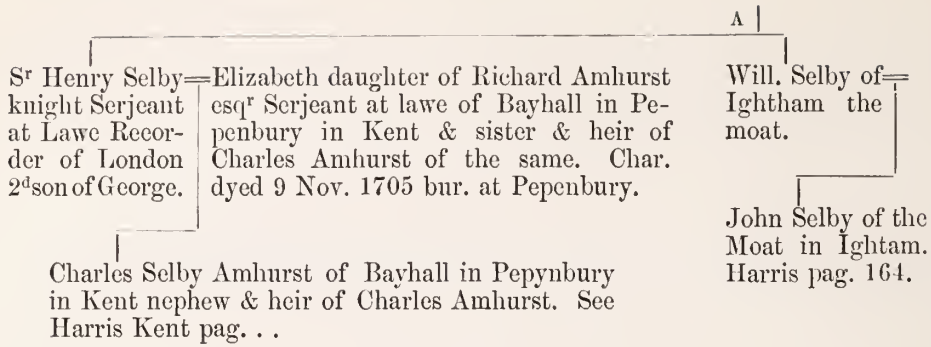 A
Sʳ Henry Selby=
knight Serjeant
at Lawe Recor-
der of London
2ᵈ son of George.
Elizabeth daughter of Richard Amhurst
esqʳ Serjeant at lawe of Bayhall in Pe-
penbury in Kent & sister & heir of
Charles Amhurst of the same. Char.
dyed 9 Nov. 1705 bur. at Pepenbury.
Will. Selby of=
Ightham the
moat.
Charles Selby Amhurst of Bayhall in Pepynbury
in Kent nephew & heir of Charles Amhurst. See
Harris Kent pag. . .
John Selby of the
Moat in Ightam.
Harris pag. 164.